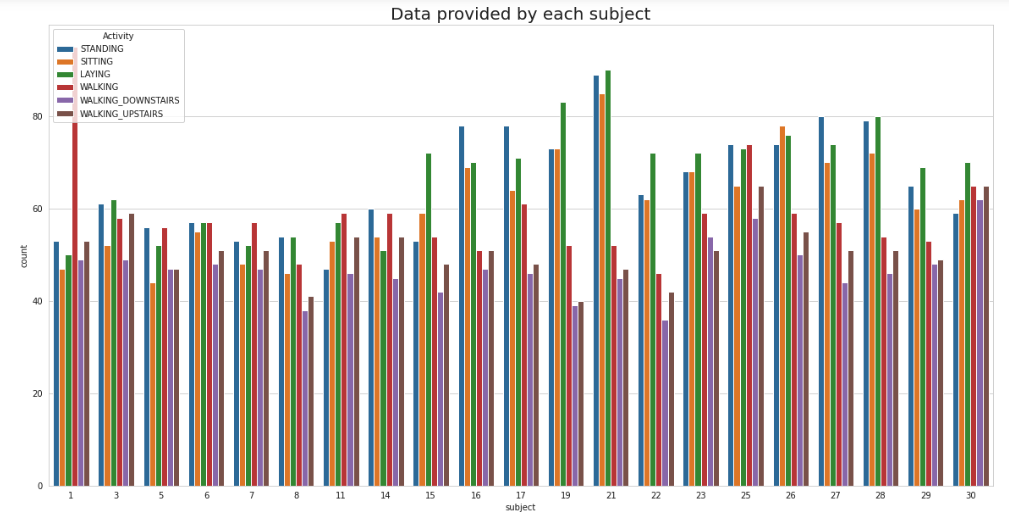 Data provided by each subject
Activity
STANDING
SITTING
LAYING
WALKING
WALKING_DOWNSTAIRS
WALKING_UPSTAIRS
80
60
40
20
0
count
1 3 5 6 7 8 11 14 15 16 17 19 21 22 23 25 26 27 28 29 30
subject